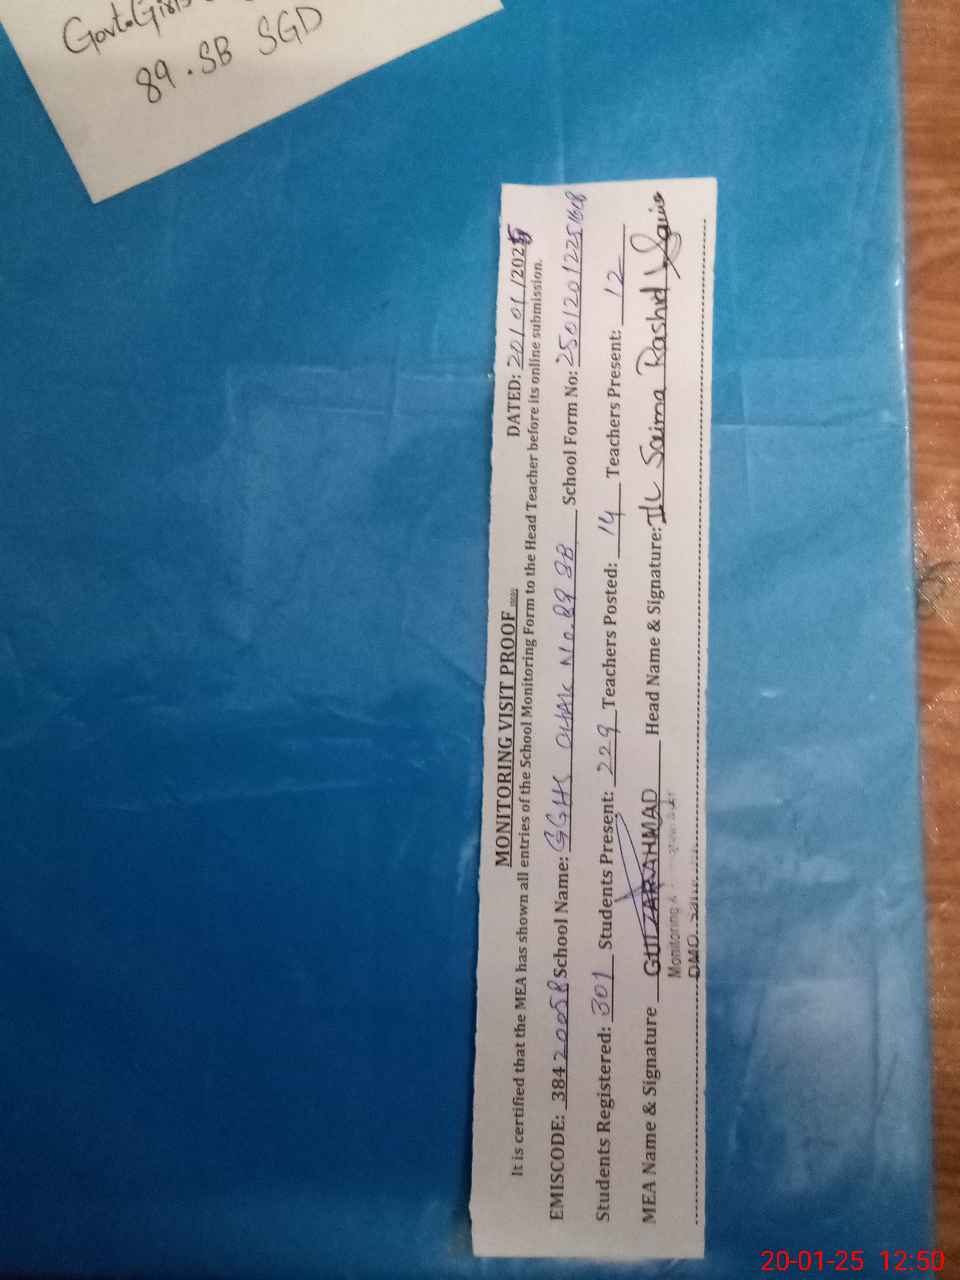 Govt. Girls
89. SB SGD
MONITORING VISIT PROOF
DATED: 20/01/2025
It is certified that the MEA has shown all entries of the School Monitoring Form to the Head Teacher before its online submission.
EMISCODE: 384 School Name: GGHS CHAK No. 89 SB School Form No:
Students Registered: 301 Students Present: 229 Teachers Posted: 14 Teachers Present: 12
MEA Name & Signature GULZAR AHMAD Head Name & Signature: Saima Rashid
Monitoring &
DMO
20-01-25 12:50